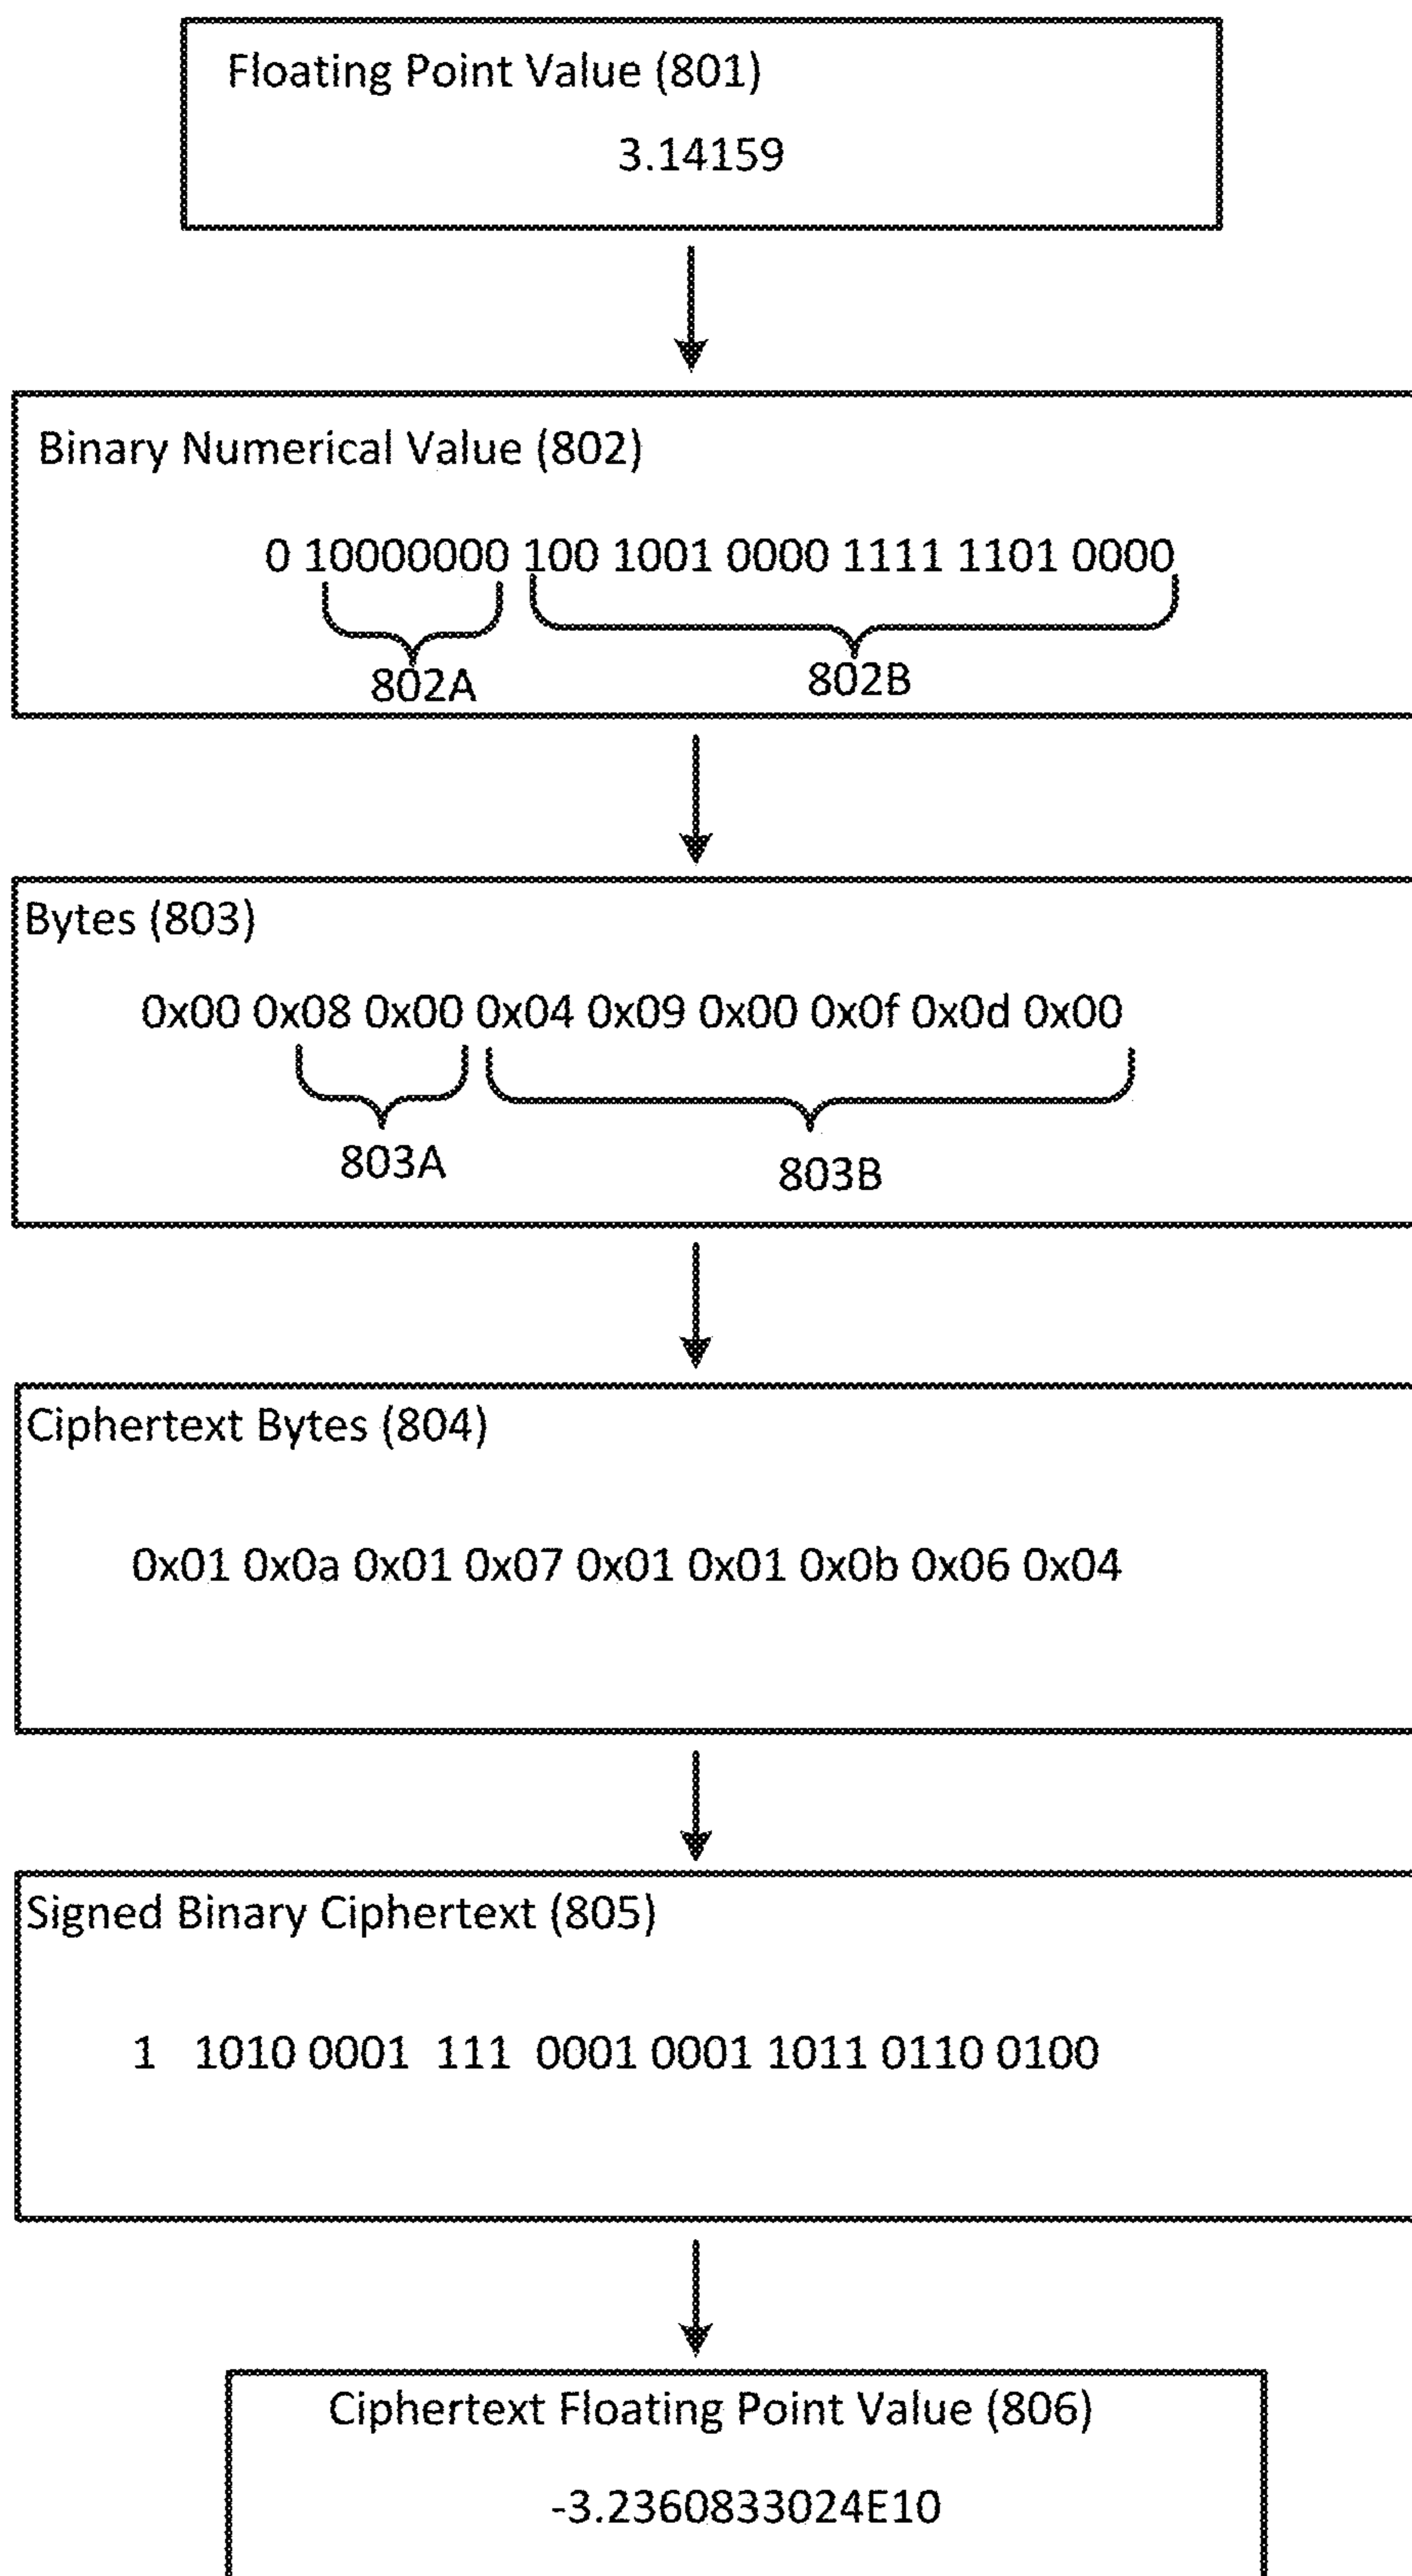 Floating Point Value (801)
3.14159
Binary Numerical Value (802)
0 10000000 100 1001 0000 1111 1101 0000
802A 802B
Bytes (803)
0x00 0x08 0x00 0x04 0x09 0x00 0x0f 0x0d 0x00
803A 803B
Ciphertext Bytes (804)
0x01 0x0a 0x01 0x07 0x01 0x01 0x0b 0x06 0x04
Signed Binary Ciphertext (805)
1 1010 0001 111 0001 0001 1011 0110 0100
Ciphertext Floating Point Value (806)
-3.2360833024E10